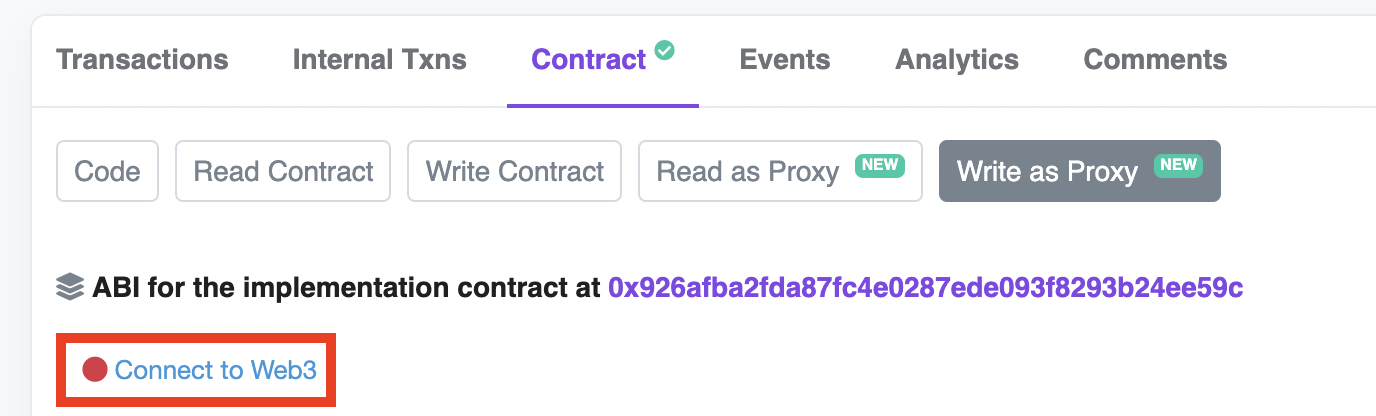 Transactions Internal Txns Contract Events Analytics Comments
Code Read Contract Write Contract Read as Proxy NEW Write as Proxy NEW
ABI for the implementation contract at 0x926afba2fda87fc4e0287ede093f8293b24ee59c
Connect to Web3